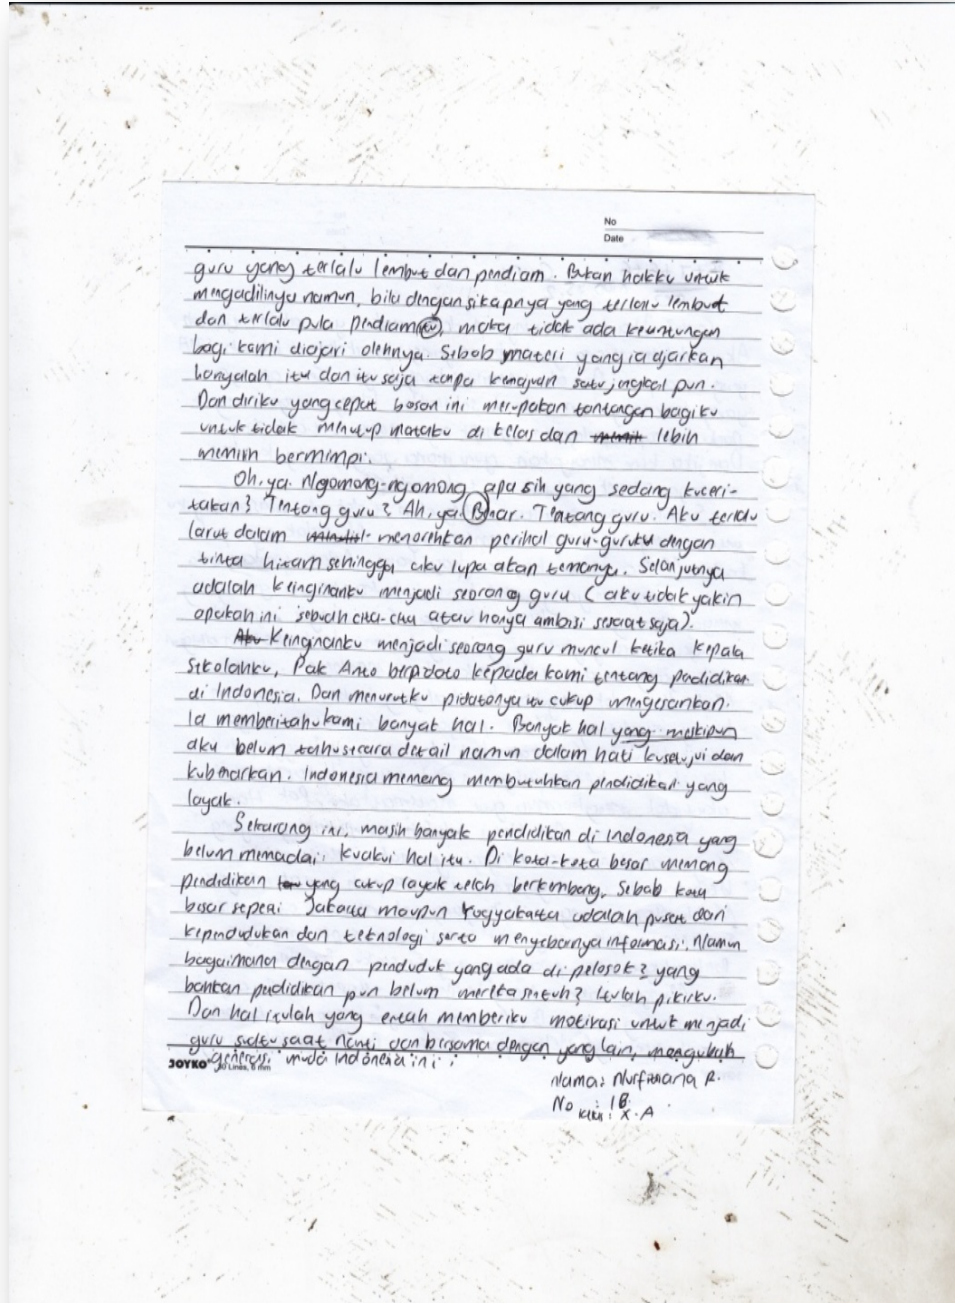 No
Date
guru yang terlalu lembut dan pendiam. Bukan hakku untuk
mengadilinya namun, bila dengan sikapnya yang terlalu lembut
dan terlalu pula pendiam itu, maka tidak ada keuntungan
bagi kami diajari olehnya. Sebab materi yang ia ajarkan
hanyalah itu dan itu saja tanpa kemajuan satu jengkal pun.
Dan diriku yang cepat bosan ini merupakan tantangan bagiku
untuk tidak menutup mataku di kelas dan lebih
memilih bermimpi.
Oh, ya. Ngomong-ngomong apa sih yang sedang kuceri-
takan? Tentang guru? Ah, ya Benar. Tentang guru. Aku terlalu
larut dalam menorehkan perihal guru-guruku dengan
tinta hitam sehingga aku lupa akan temanya. Selanjutnya
adalah keinginanku menjadi seorang guru (aku tidak yakin
apakah ini sebuah cita-cita atau hanya ambisi sesaat saja).
Keinginanku menjadi seorang guru muncul ketika kepala
sekolahku, Pak Anto berpidato kepada kami tentang pendidikan
di Indonesia. Dan menurutku pidatonya itu cukup mengesankan.
Ia memberitahu kami banyak hal. Banyak hal yang meskipun
aku belum tahu secara detail namun dalam hati kusetujui dan
kubenarkan. Indonesia memang membutuhkan pendidikan yang
layak.
Sekarang ini, masih banyak pendidikan di Indonesia yang
belum memadai, kuakui hal itu. Di kota-kota besar memang
pendidikan yang cukup layak telah berkembang. Sebab kota
besar seperti Jakarta maupun Yogyakarta adalah pusat dari
kependudukan dan teknologi serta menyebarnya informasi. Namun
bagaimana dengan penduduk yang ada di pelosok? yang
bahkan pendidikan pun belum mereka sentuh? Itulah pikirku.
Dan hal itulah yang entah memberiku motivasi untuk menjadi
guru suatu saat nanti dan bersama dengan yang lain, mengubah
generasi muda Indonesia ini.
JOYKO Lines, 8 mm
Nama: Nurfitriana R.
No : 18
Kelas : X.A